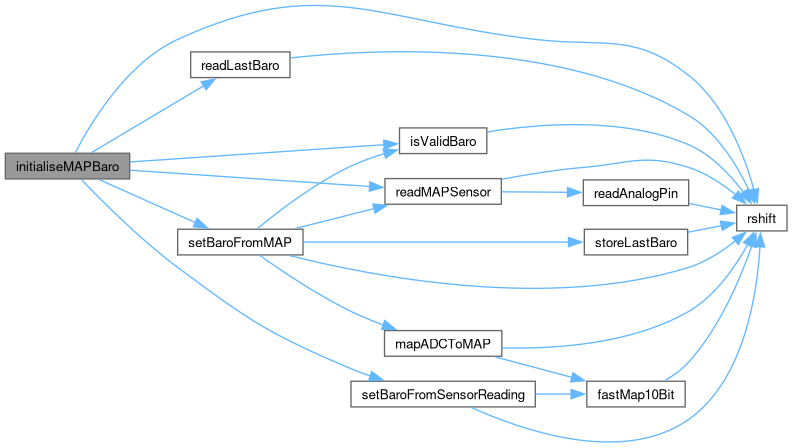 readLastBaro
isValidBaro
initialiseMAPBaro
readMAPSensor
readAnalogPin
rshift
setBaroFromMAP
storeLastBaro
mapADCToMAP
setBaroFromSensorReading
fastMap10Bit